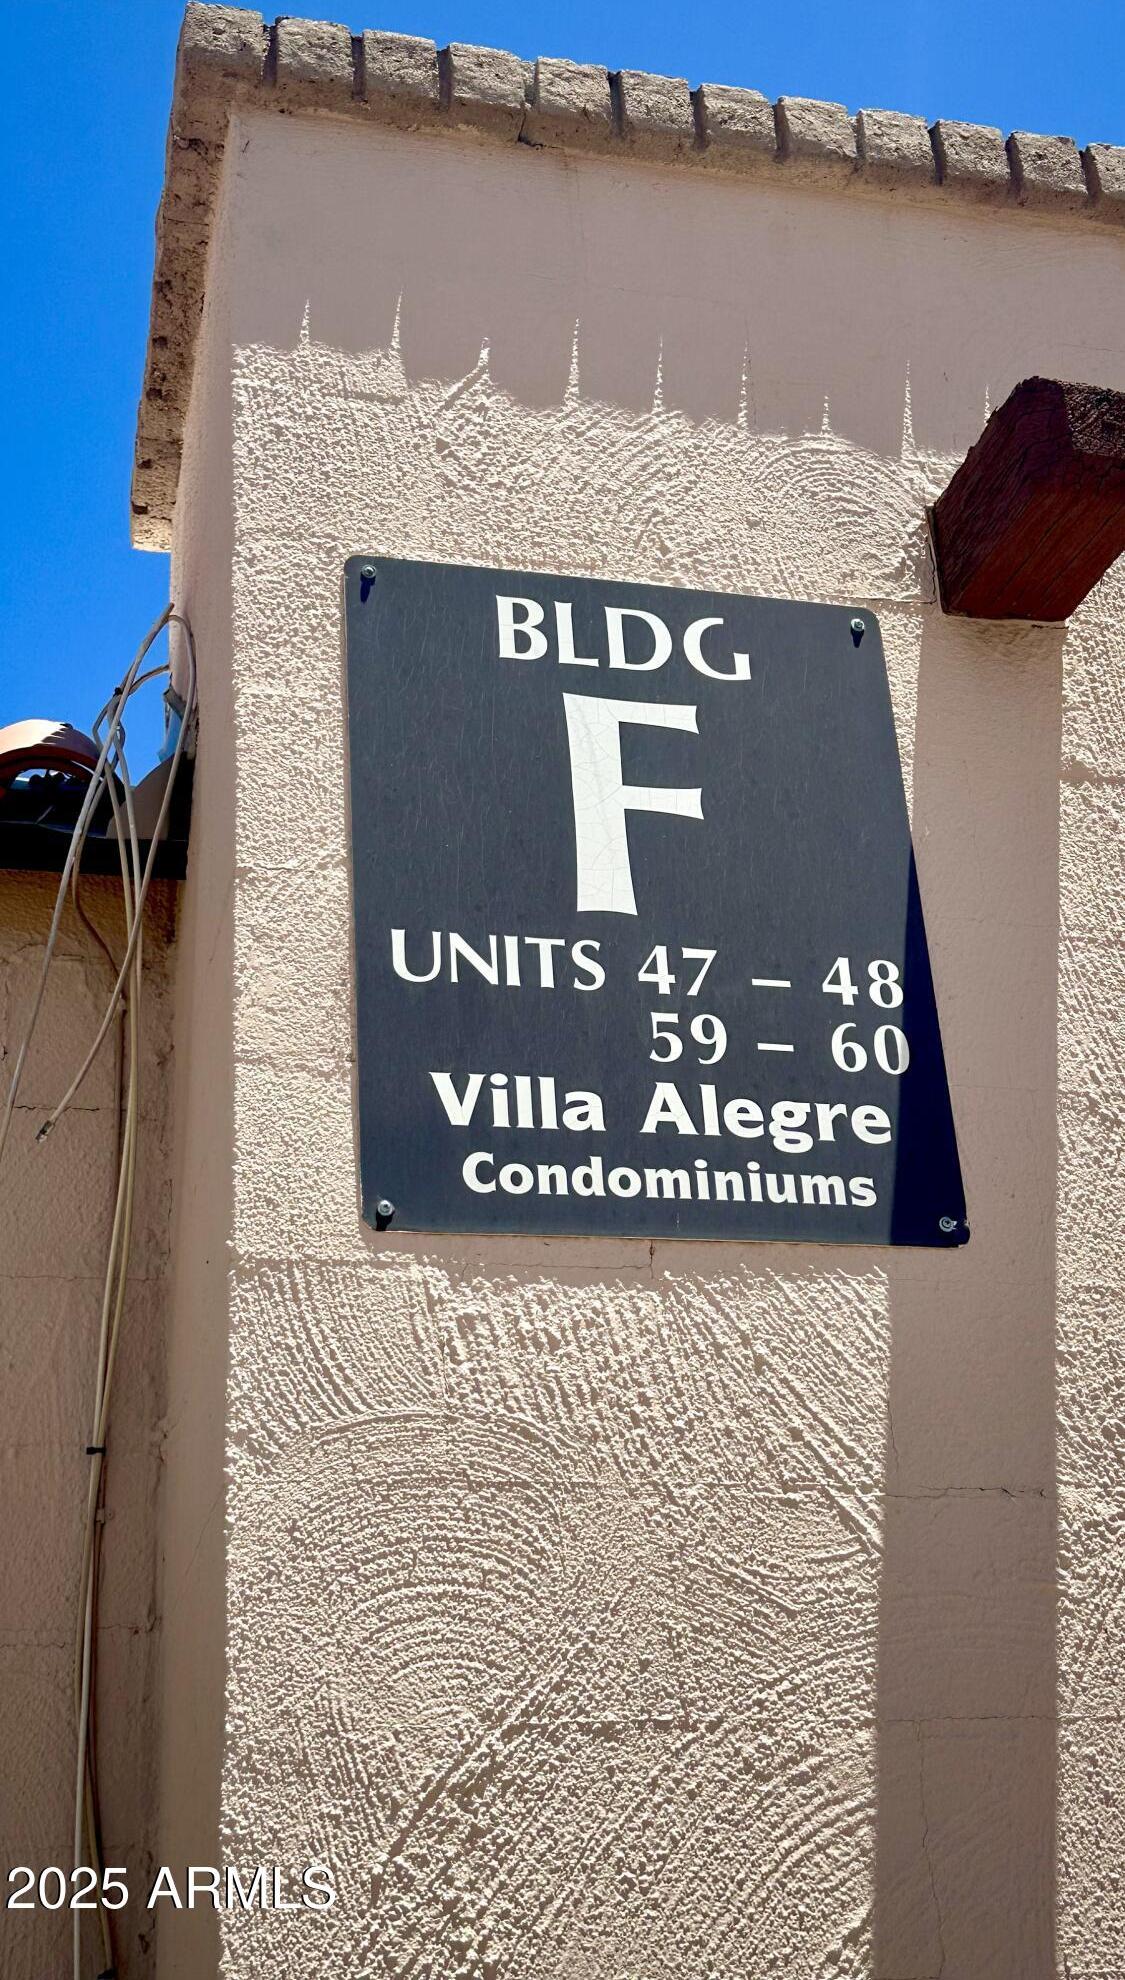 BLDG
F
UNITS 47 – 48
59 – 60
Villa Alegre
Condominiums
2025 ARMLS